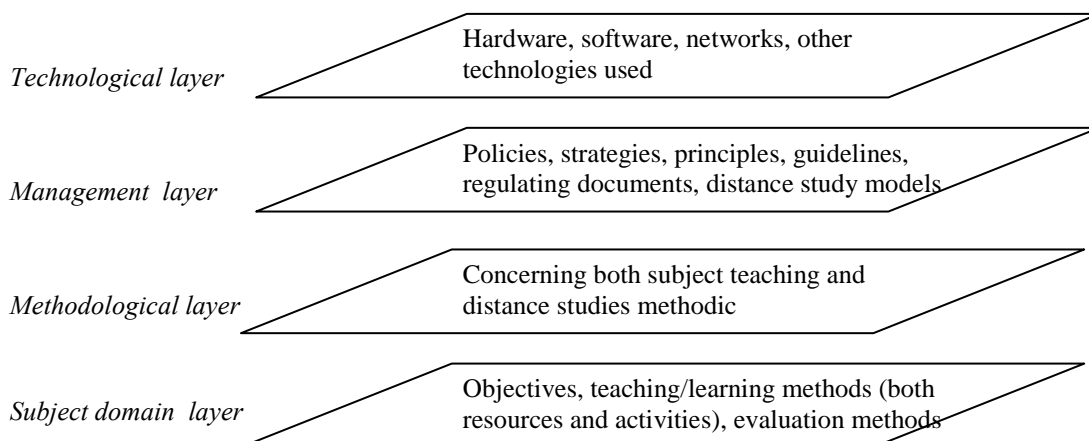 Hardware, software, networks, other
technologies used
Technological layer
Policies, strategies, principles, guidelines,
regulating documents, distance study models
Management layer
Concerning both subject teaching and
distance studies methodic
Methodological layer
Objectives, teaching/learning methods (both
resources and activities), evaluation methods
Subject domain layer